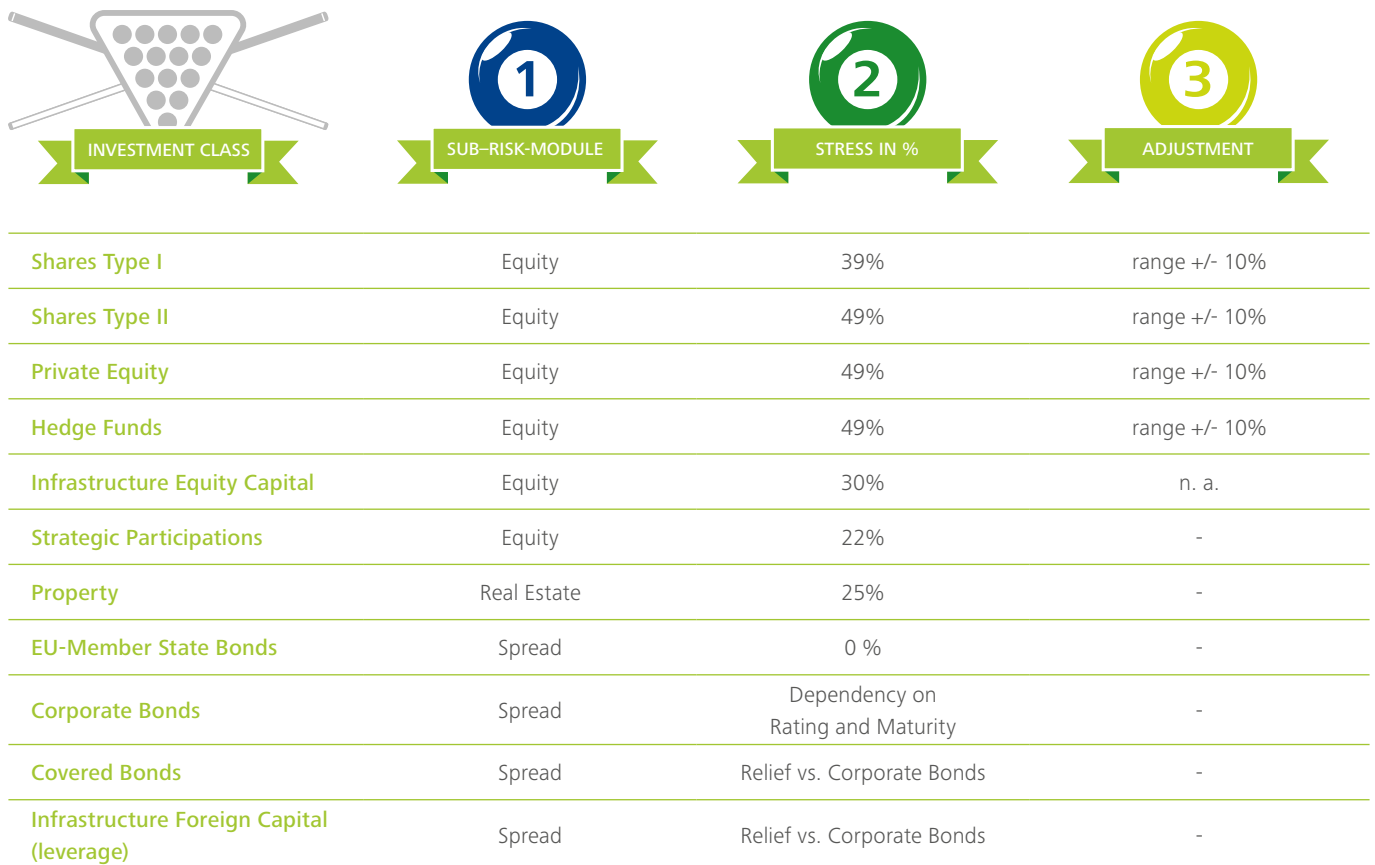 1 2 3
INVESTMENT CLASS SUB–RISK-MODULE STRESS IN % ADJUSTMENT
Shares Type I Equity 39% range +/- 10%
Shares Type II Equity 49% range +/- 10%
Private Equity Equity 49% range +/- 10%
Hedge Funds Equity 49% range +/- 10%
Infrastructure Equity Capital Equity 30% n. a.
Strategic Participations Equity 22% -
Property Real Estate 25% -
EU-Member State Bonds Spread 0 % -
Corporate Bonds Spread Dependency on
Rating and Maturity -
Covered Bonds Spread Relief vs. Corporate Bonds -
Infrastructure Foreign Capital
(leverage) Spread Relief vs. Corporate Bonds -